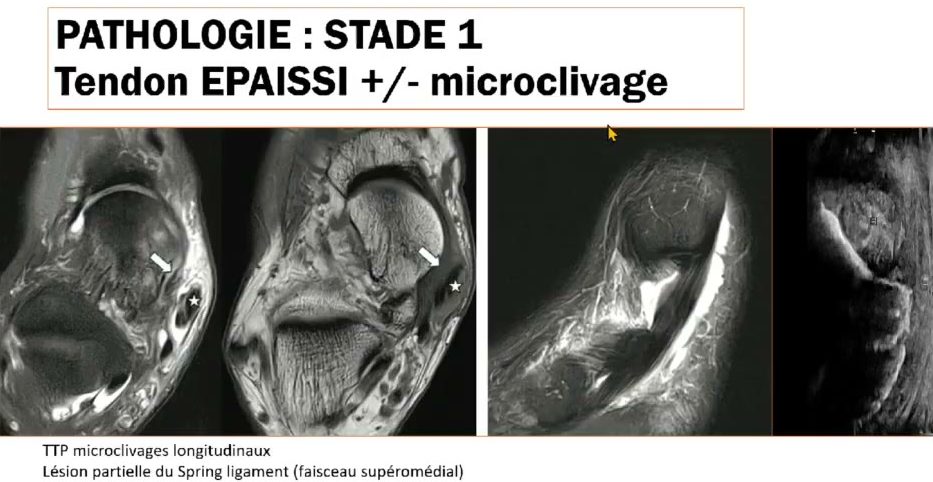 PATHOLOGIE : STADE 1
Tendon EPAISSI +/- microclivage
TTP microclivages longitudinaux
Lésion partielle du Spring ligament (faisceau supéromédial)